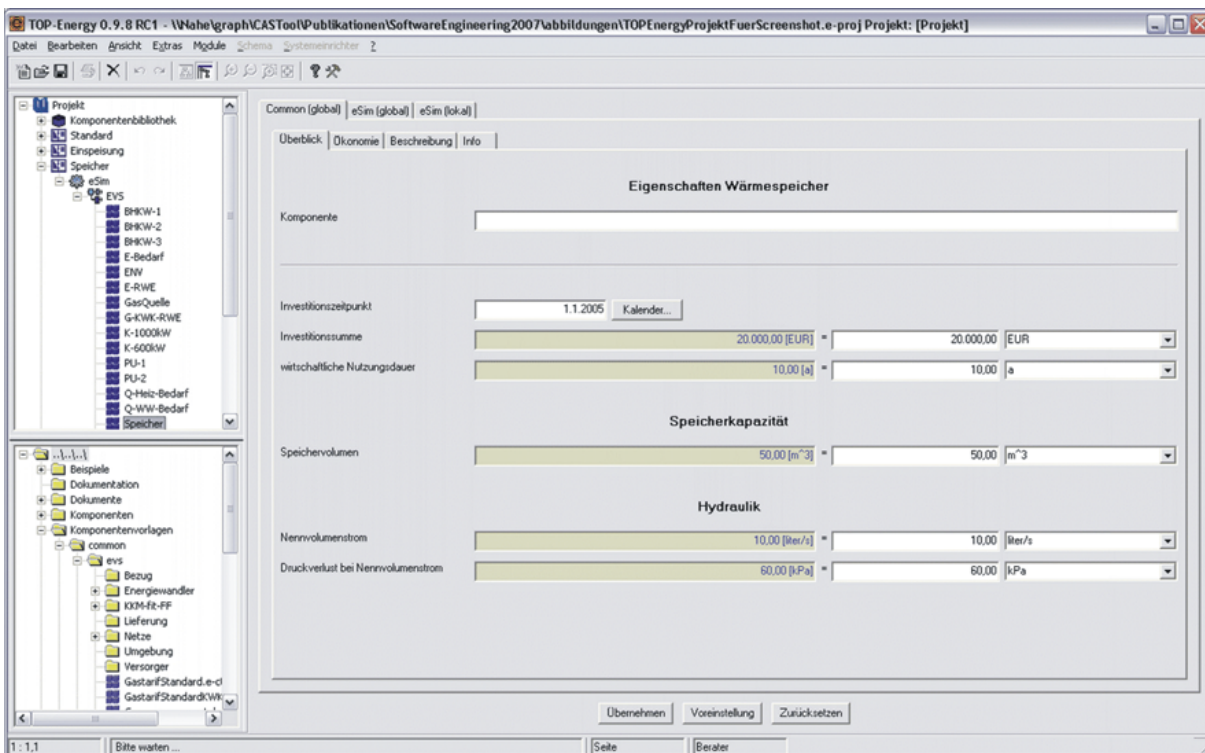 TOP-Energy 0.9.8 RC1 - \\Nahe\graph\CASTool\Publikationen\SoftwareEngineering2007\abbildungen\TOPEnergyProjektFuerScreenshot.e-proj Projekt: [Projekt]
Datei Bearbeiten Ansicht Extras Module Schema Systemeinrichter ?
Projekt
Komponentenbibliothek
Standard
Einspeisung
Speicher
eSim
EVS
BHKW-1
BHKW-2
BHKW-3
E-Bedarf
ENV
E-RWE
GasQuelle
G-KWK-RWE
K-1000kW
K-600kW
PU-1
PU-2
Q-Heiz-Bedarf
Q-WW-Bedarf
Speicher
..\..\..\
Beispiele
Dokumentation
Dokumente
Komponenten
Komponentenvorlagen
common
evs
Bezug
Energiewandler
KKM-fit-FF
Lieferung
Netze
Umgebung
Versorger
GastarifStandard.e-c
GastarifStandardKWK
Common (global) eSim (global) eSim (lokal)
Überblick Ökonomie Beschreibung Info
Eigenschaften Wärmespeicher
Komponente
Investitionszeitpunkt 1.1.2005 Kalender...
Investitionssumme 20.000,00 [EUR] = 20.000,00 EUR
wirtschaftliche Nutzungsdauer 10,00 [a] = 10,00 a
Speicherkapazität
Speichervolumen 50,00 [m^3] = 50,00 m^3
Hydraulik
Nennvolumenstrom 10,00 [liter/s] = 10,00 liter/s
Druckverlust bei Nennvolumenstrom 60,00 [kPa] = 60,00 kPa
Übernehmen Voreinstellung Zurücksetzen
1 : 1,1 Bitte warten ... Seite Berater